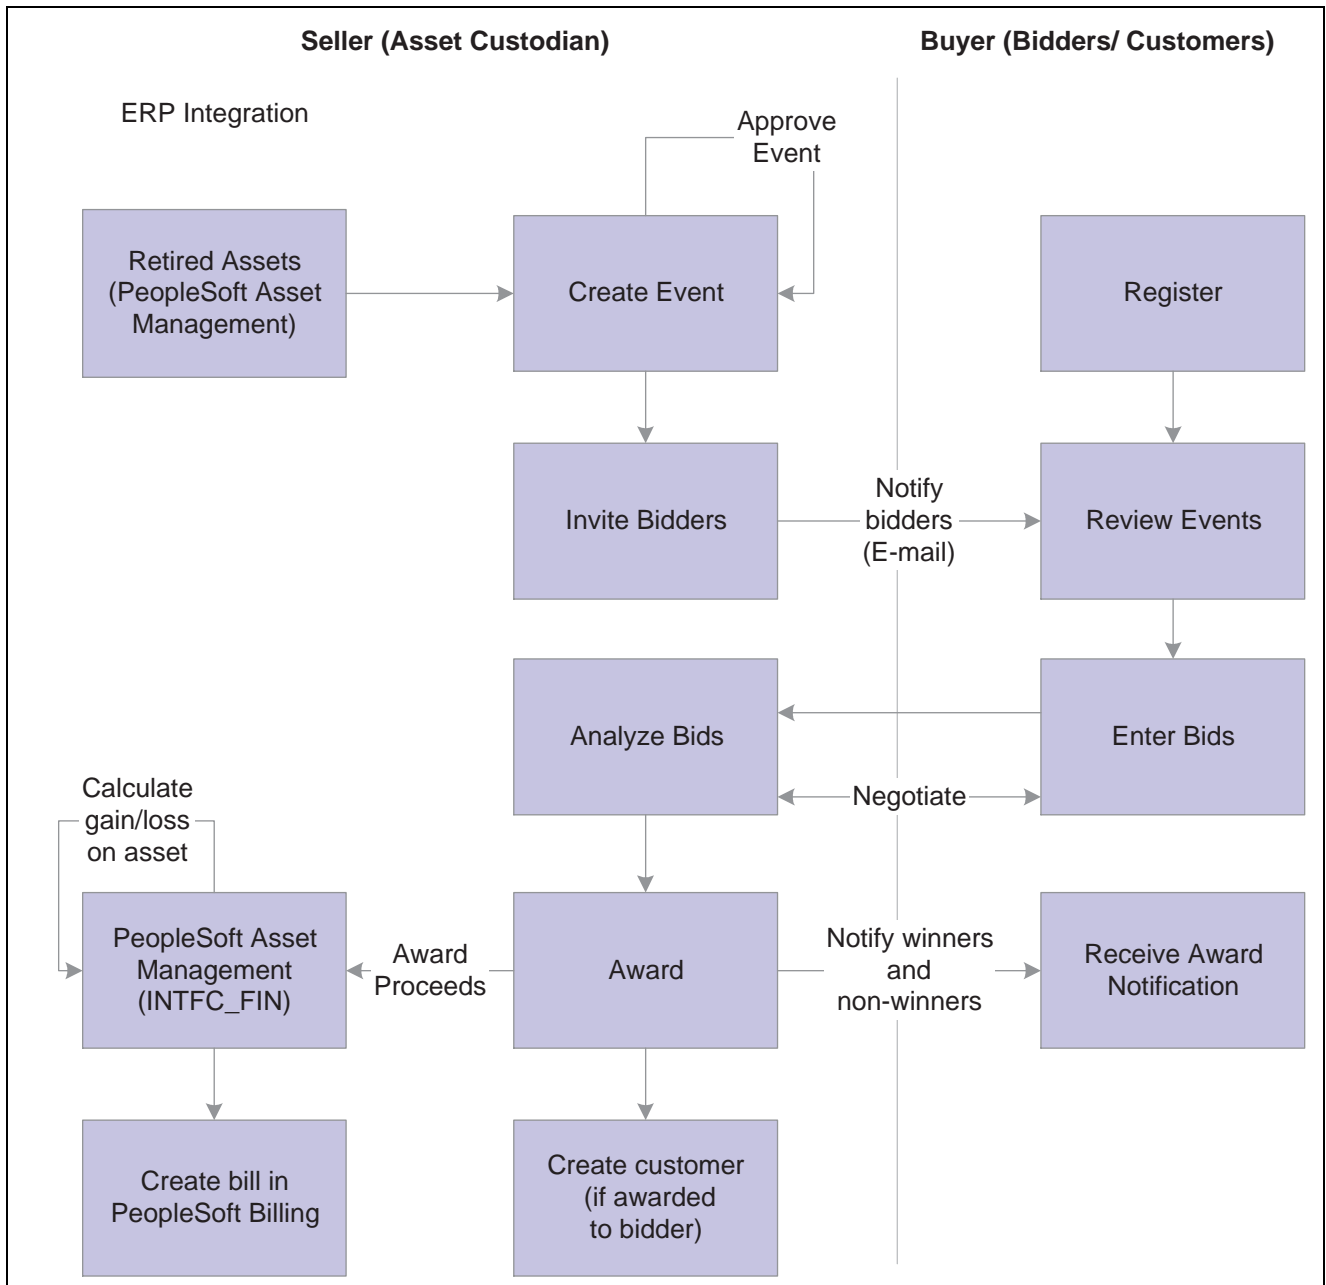 Seller (Asset Custodian)
Buyer (Bidders/ Customers)
ERP Integration
Approve
Event
Retired Assets
(PeopleSoft Asset
Management)
Create Event
Register
Invite Bidders
Notify
bidders
(E-mail)
Review Events
Analyze Bids
Enter Bids
Negotiate
Calculate
gain/loss
on asset
PeopleSoft Asset
Management
(INTFC_FIN)
Award
Proceeds
Award
Notify winners
and
non-winners
Receive Award
Notification
Create bill in
PeopleSoft Billing
Create customer
(if awarded
to bidder)